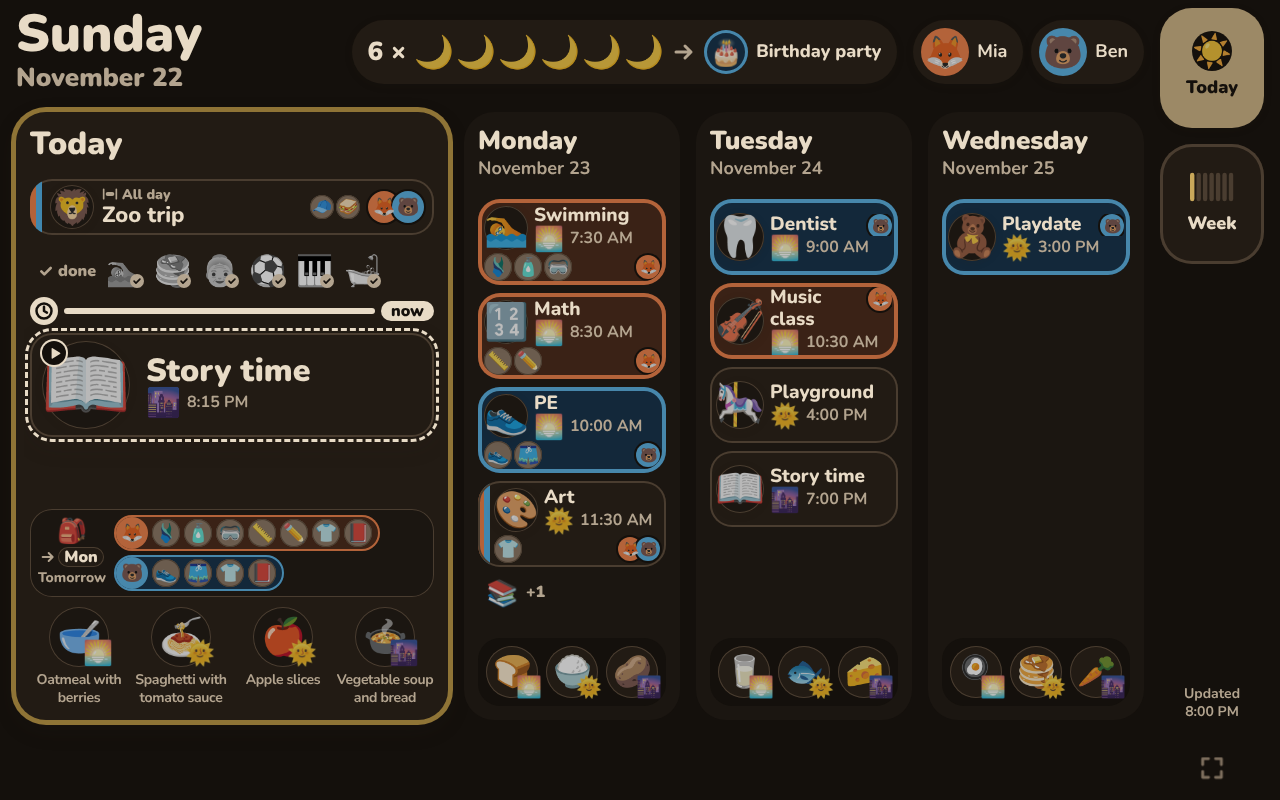 Sunday
November 22
6 ×
→
Birthday party
Mia
Ben
Today
Week
Updated
8:00 PM
Today
All day
Zoo trip
✓ done
now
Story time
8:15 PM
→ Mon
Tomorrow
Oatmeal with
berries
Spaghetti with
tomato sauce
Apple slices
Vegetable soup
and bread
Monday
November 23
Swimming
7:30 AM
1 2
3 4
Math
8:30 AM
PE
10:00 AM
Art
11:30 AM
+1
Tuesday
November 24
Dentist
9:00 AM
Music
class
10:30 AM
Playground
4:00 PM
Story time
7:00 PM
Wednesday
November 25
Playdate
3:00 PM